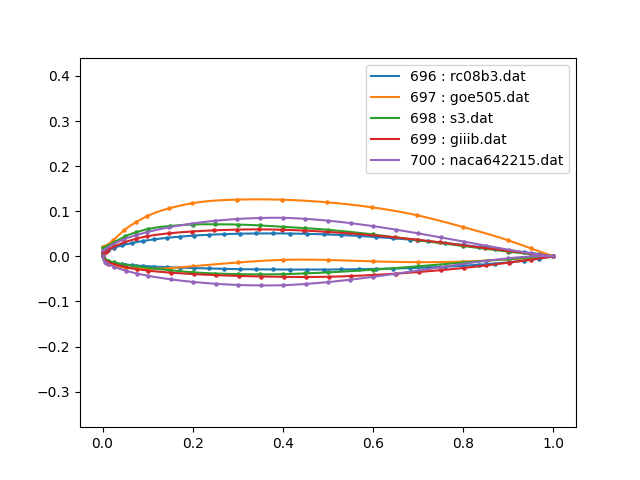 0.4
0.3
0.2
0.1
0.0
−0.1
−0.2
−0.3
0.0 0.2 0.4 0.6 0.8 1.0
696 : rc08b3.dat
697 : goe505.dat
698 : s3.dat
699 : giiib.dat
700 : naca642215.dat